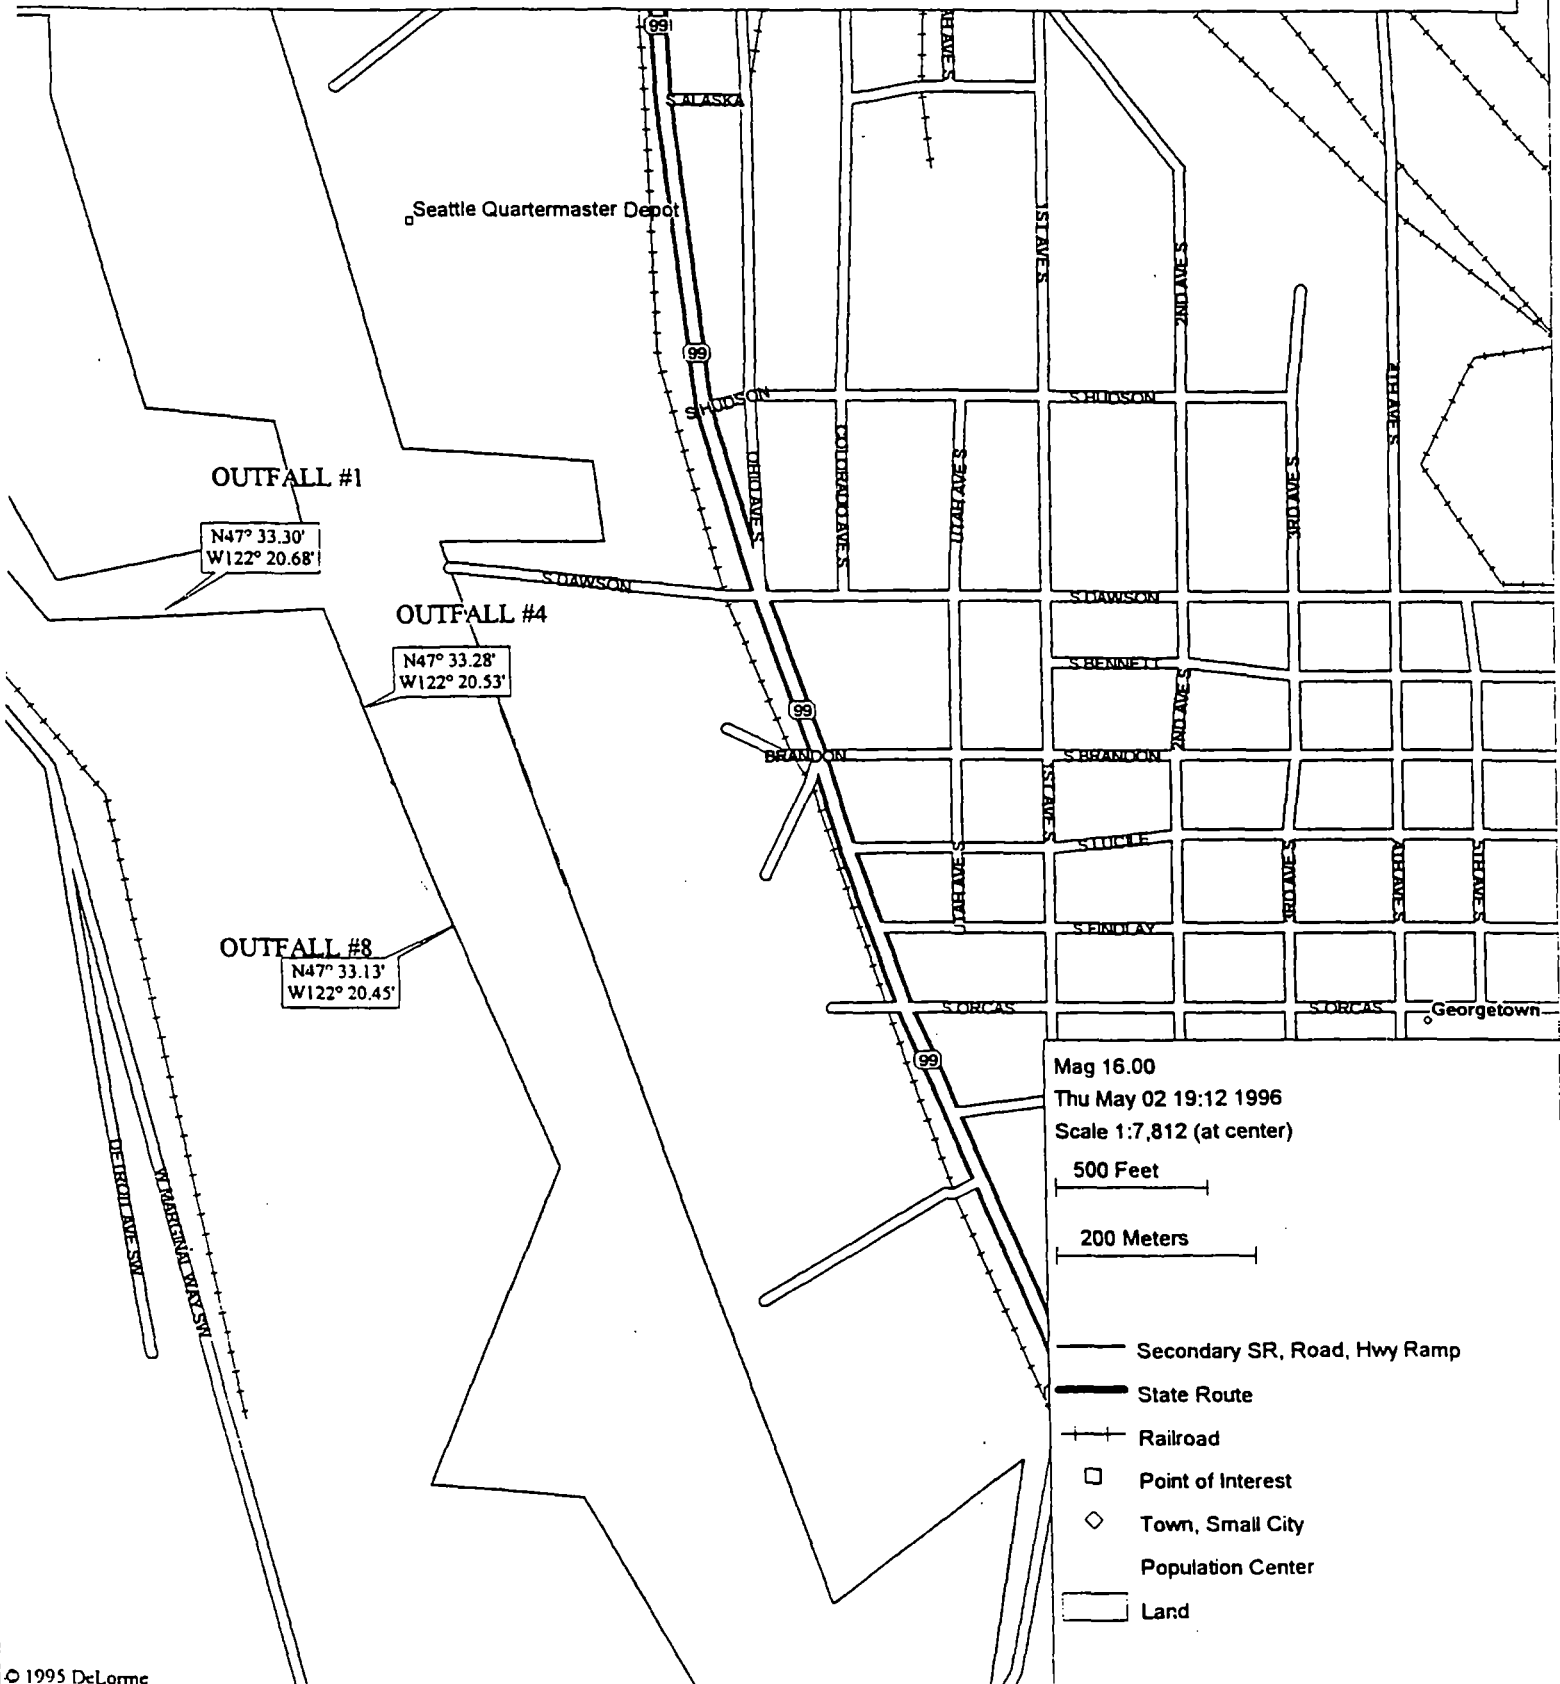 99
AH AVE S
S ALASKA
Seattle Quartermaster Depot
1ST AVE S
2ND AVE S
99
S HUDSON
S HUDSON
4TH AVE S
OUTFALL #1
OHIO AVE S
COLORADO AVE S
UTAH AVE S
3RD AVE S
N47° 33.30'
W122° 20.68'
S DAWSON
S DAWSON
OUTFALL #4
N47° 33.28'
W122° 20.53'
S BENNETT
2ND AVE S
99
BRANDON
S BRANDON
1ST AVE S
S LUCILE
UTAH AVE S
3RD AVE S
4TH AVE S
5TH AVE S
S FINDLAY
OUTFALL #8
N47° 33.13'
W122° 20.45'
S ORCAS
S ORCAS
Georgetown
99
Mag 16.00
Thu May 02 19:12 1996
Scale 1:7,812 (at center)
500 Feet
200 Meters
DETROIT AVE SW
W MARGINAL WAY SW
Secondary SR, Road, Hwy Ramp
State Route
Railroad
Point of Interest
Town, Small City
Population Center
Land
© 1995 DeLorme